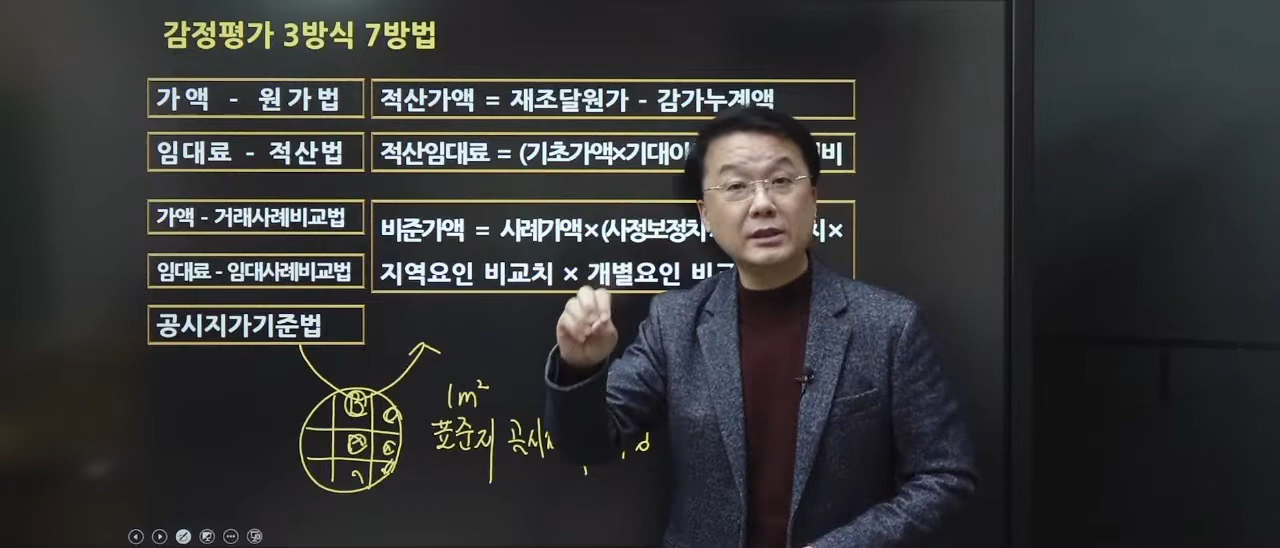 감정평가 3방식 7방법
가액 - 원가법
적산가액 = 재조달원가 - 감가누계액
임대료 - 적산법
적산임대료 = (기초가액×기대이
가액 - 거래사례비교법
비준가액 = 사례가액×(사정보정치
치×
임대료 - 임대사례비교법
지역요인 비교치 × 개별요인
공시지가기준법
1m²
표준지 공시